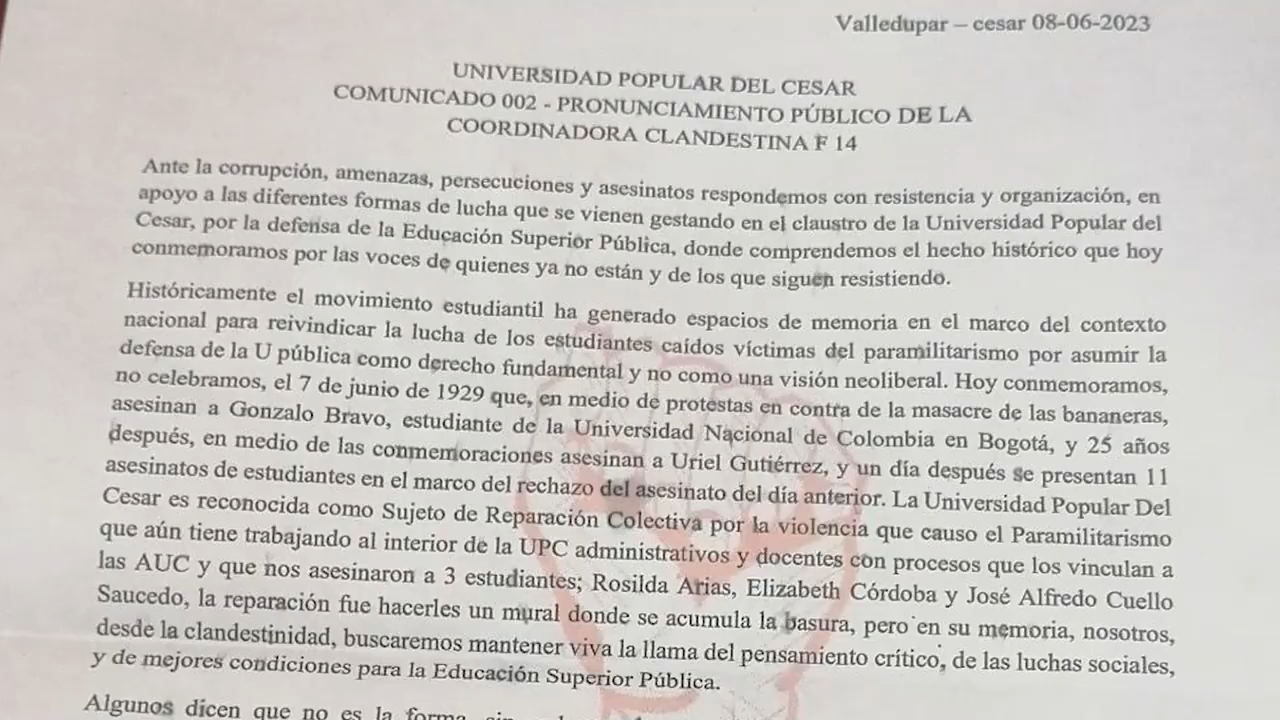 Valledupar – cesar 08-06-2023
UNIVERSIDAD POPULAR DEL CESAR
COMUNICADO 002 - PRONUNCIAMIENTO PÚBLICO DE LA
COORDINADORA CLANDESTINA F 14
Ante la corrupción, amenazas, persecuciones y asesinatos respondemos con resistencia y organización, en
apoyo a las diferentes formas de lucha que se vienen gestando en el claustro de la Universidad Popular del
Cesar, por la defensa de la Educación Superior Pública, donde comprendemos el hecho histórico que hoy
conmemoramos por las voces de quienes ya no están y de los que siguen resistiendo.
Históricamente el movimiento estudiantil ha generado espacios de memoria en el marco del contexto
nacional para reivindicar la lucha de los estudiantes caídos víctimas del paramilitarismo por asumir la
defensa de la U pública como derecho fundamental y no como una visión neoliberal. Hoy conmemoramos,
no celebramos, el 7 de junio de 1929 que, en medio de protestas en contra de la masacre de las bananeras,
asesinan a Gonzalo Bravo, estudiante de la Universidad Nacional de Colombia en Bogotá, y 25 años
después, en medio de las conmemoraciones asesinan a Uriel Gutiérrez, y un día después se presentan 11
asesinatos de estudiantes en el marco del rechazo del asesinato del día anterior. La Universidad Popular Del
Cesar es reconocida como Sujeto de Reparación Colectiva por la violencia que causo el Paramilitarismo
que aún tiene trabajando al interior de la UPC administrativos y docentes con procesos que los vinculan a
las AUC y que nos asesinaron a 3 estudiantes; Rosilda Arias, Elizabeth Córdoba y José Alfredo Cuello
Saucedo, la reparación fue hacerles un mural donde se acumula la basura, pero en su memoria, nosotros,
desde la clandestinidad, buscaremos mantener viva la llama del pensamiento crítico, de las luchas sociales,
y de mejores condiciones para la Educación Superior Pública.
Algunos dicen que no es la forma